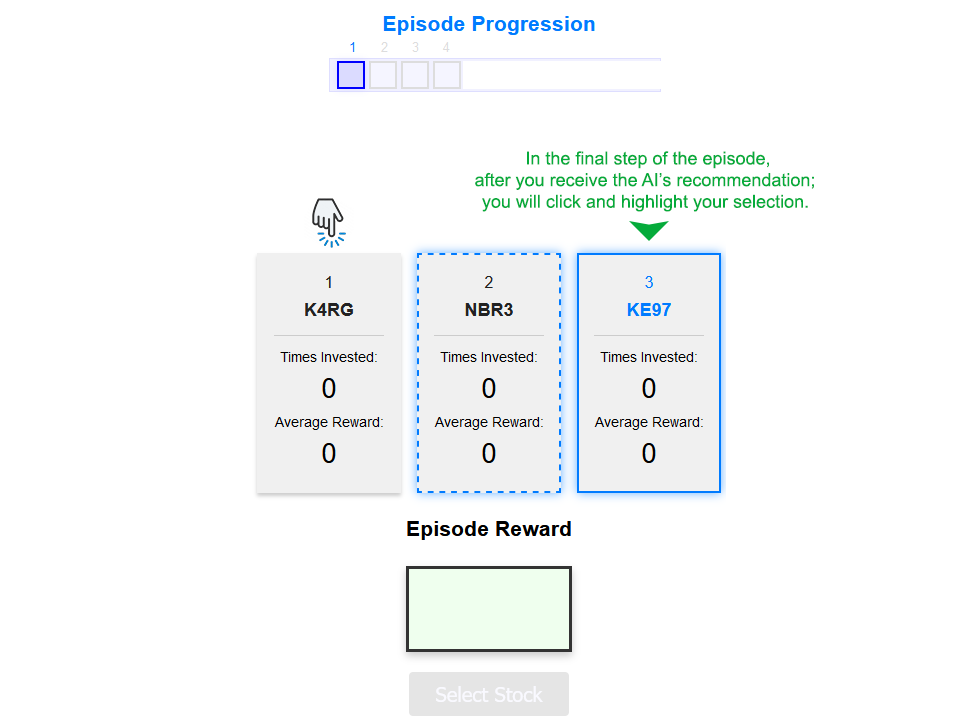 Episode Progression
1 2 3 4
In the final step of the episode,
after you receive the AI's recommendation;
you will click and highlight your selection.
1
K4RG
Times Invested:
0
Average Reward:
0
2
NBR3
Times Invested:
0
Average Reward:
0
3
KE97
Times Invested:
0
Average Reward:
0
Episode Reward
Select Stock